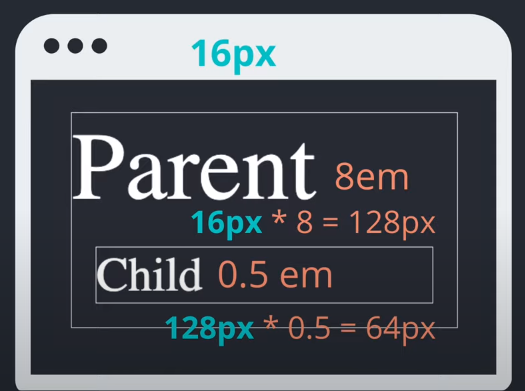 16px
Parent 8em
16px * 8 = 128px
Child 0.5 em
128px * 0.5 = 64px